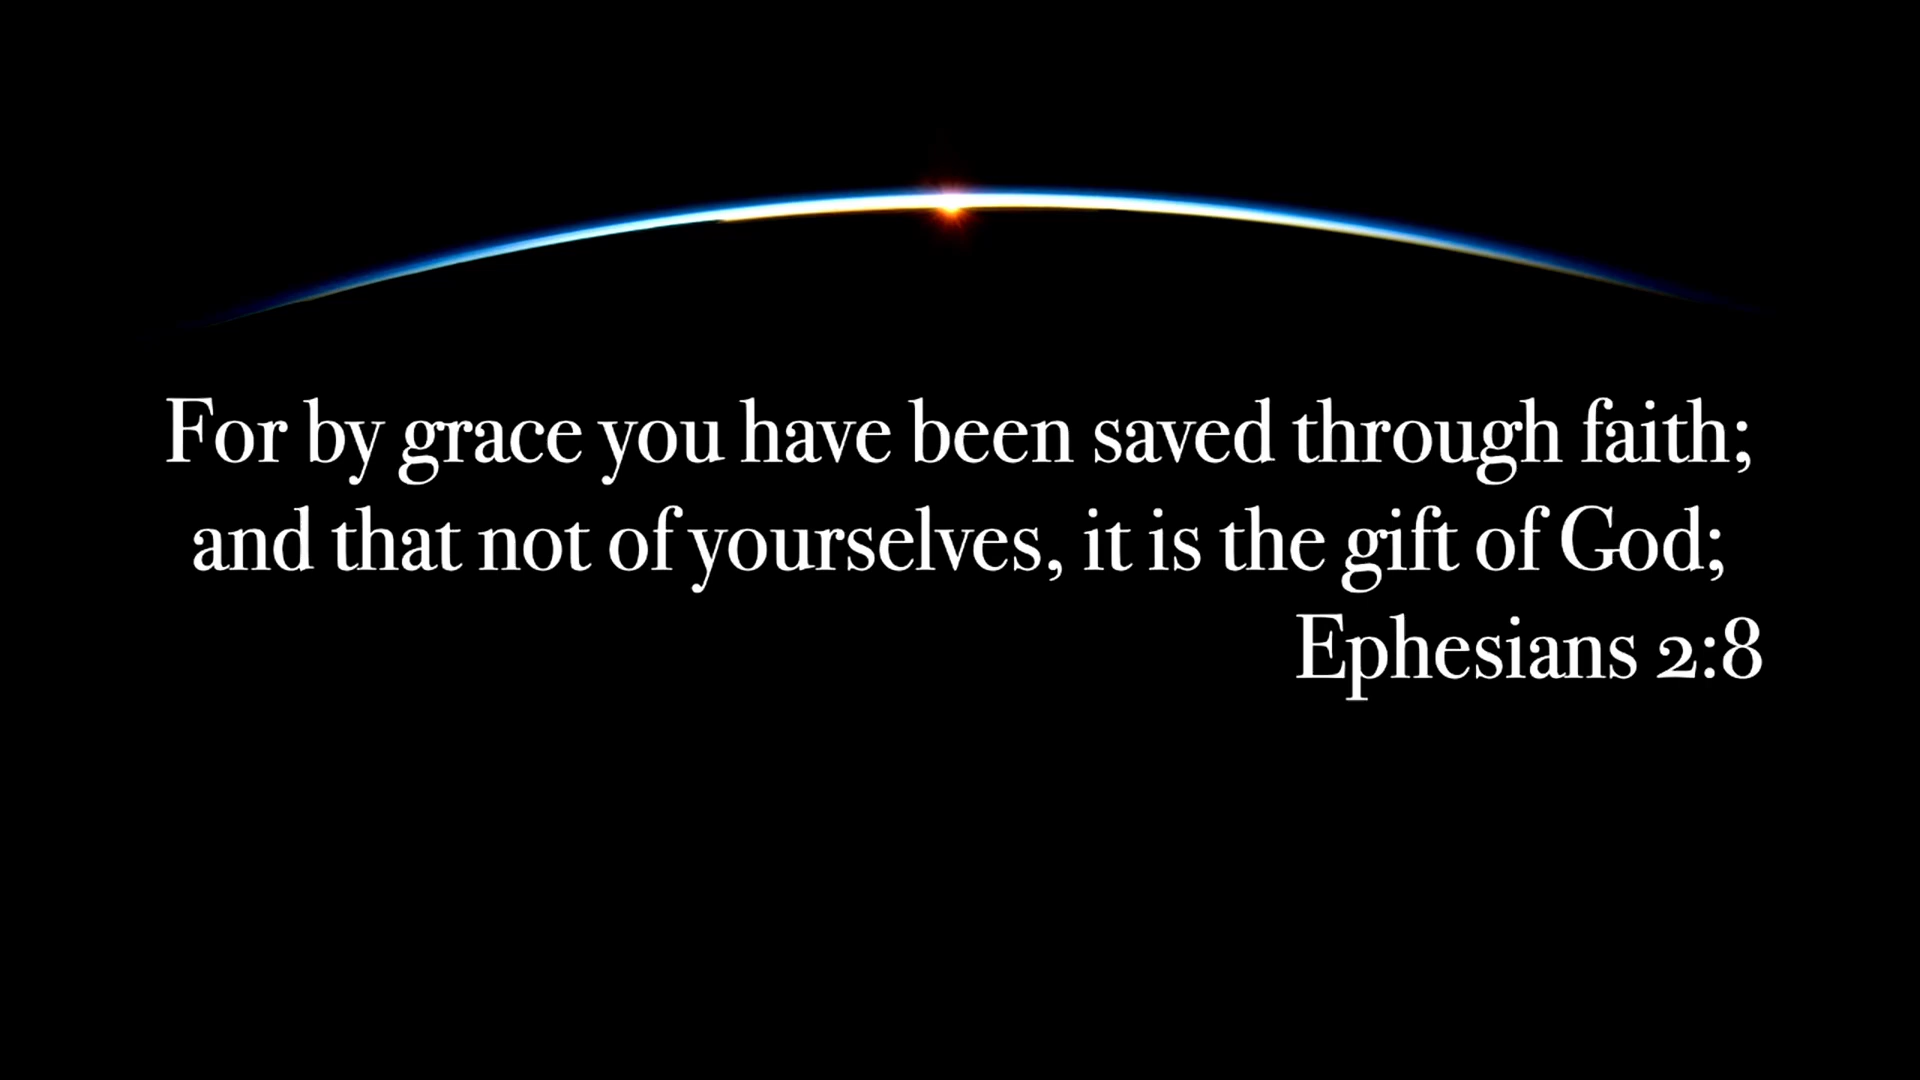 For by grace you have been saved through faith;
and that not of yourselves, it is the gift of God;
Ephesians 2:8